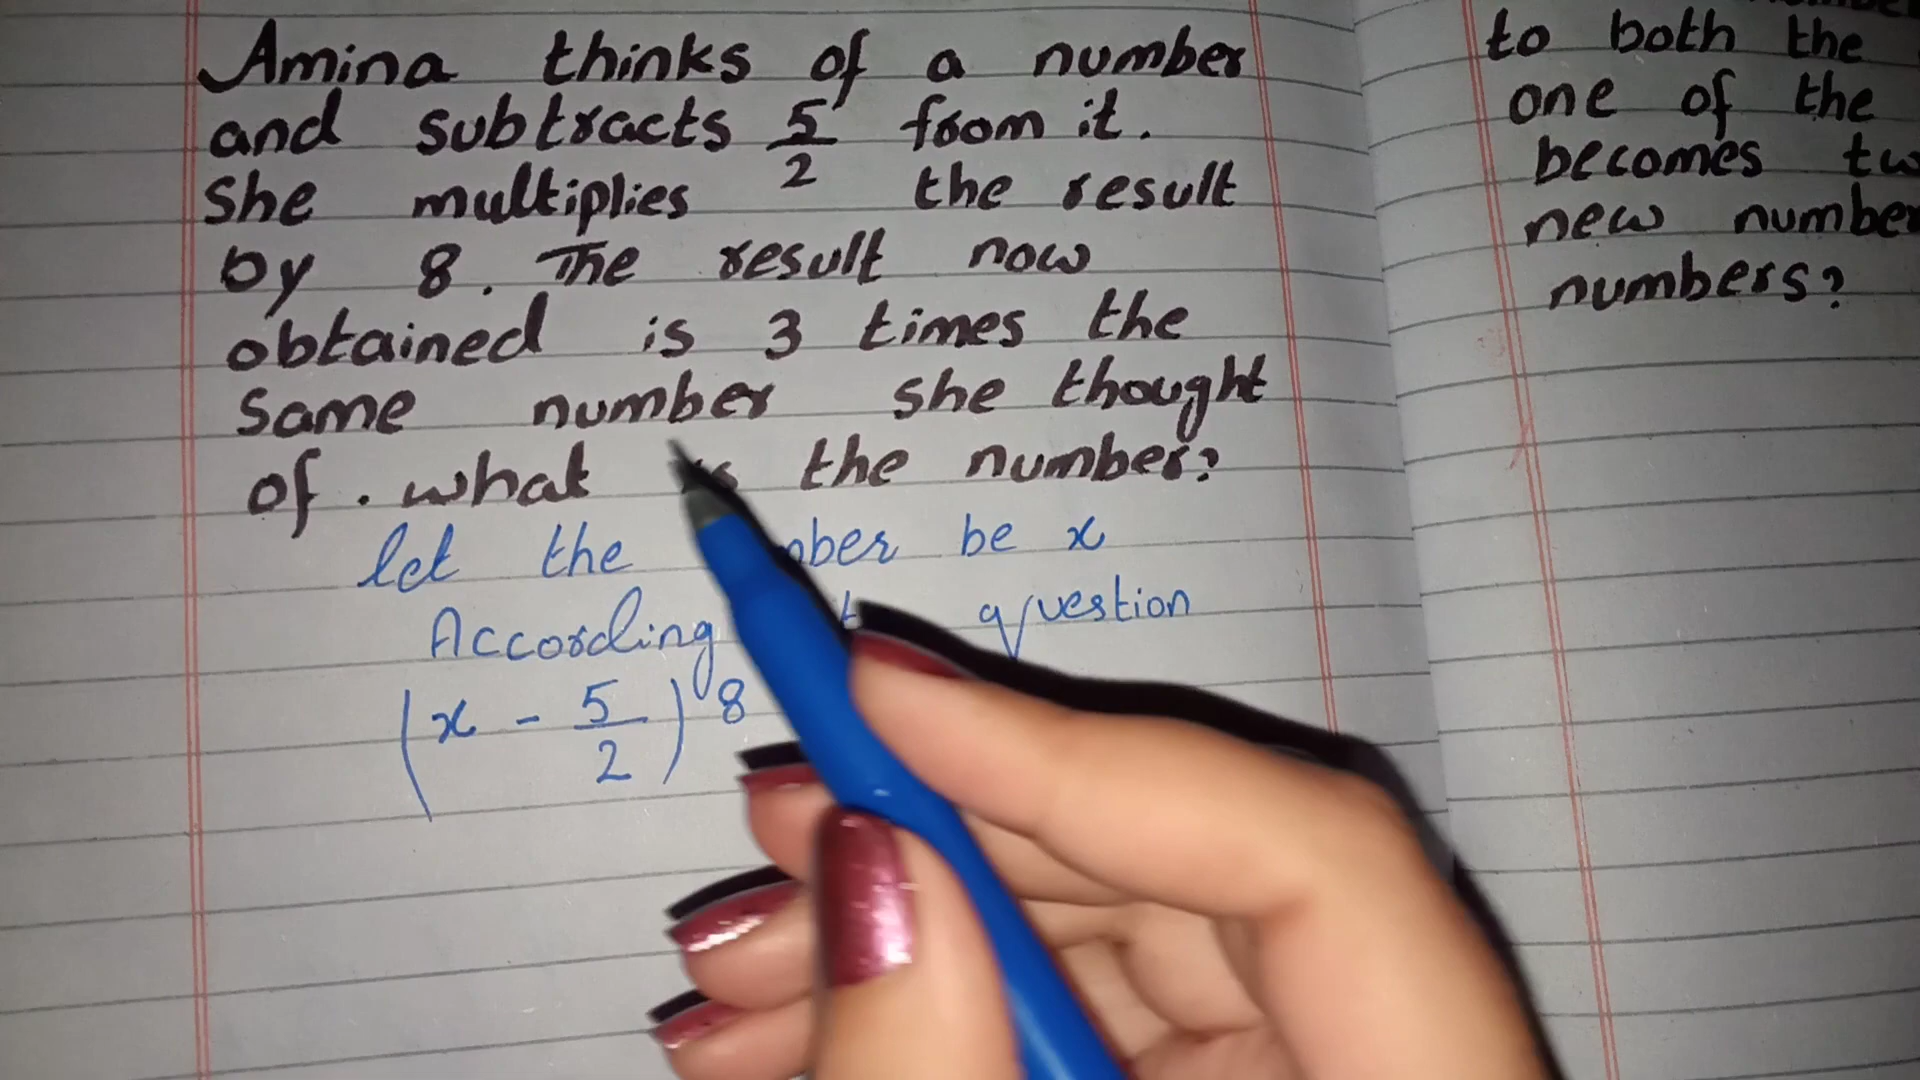 Amina thinks of a number
and subtracts 5/2 from it.
She multiplies the result
by 8. The result now
obtained is 3 times the
Same number she thought
of. what is the number?
let the be x
According question
(x - 5/2) 8
to both the
one of the
becomes
new number
numbers?